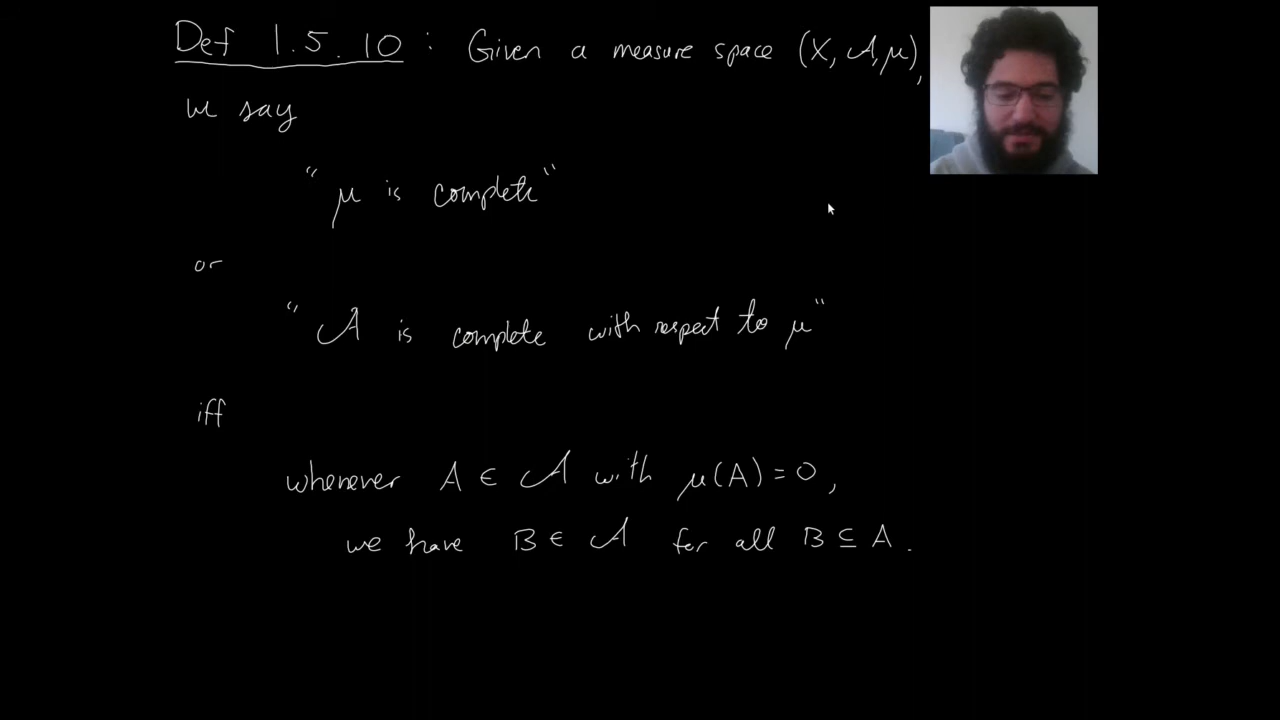 Def 1.5.10: Given a measure space (X, 𝒜, μ),
we say
"μ is complete"
or
"𝒜 is complete with respect to μ"
iff
whenever A ∈ 𝒜 with μ(A) = 0,
we have B ∈ 𝒜 for all B ⊆ A.